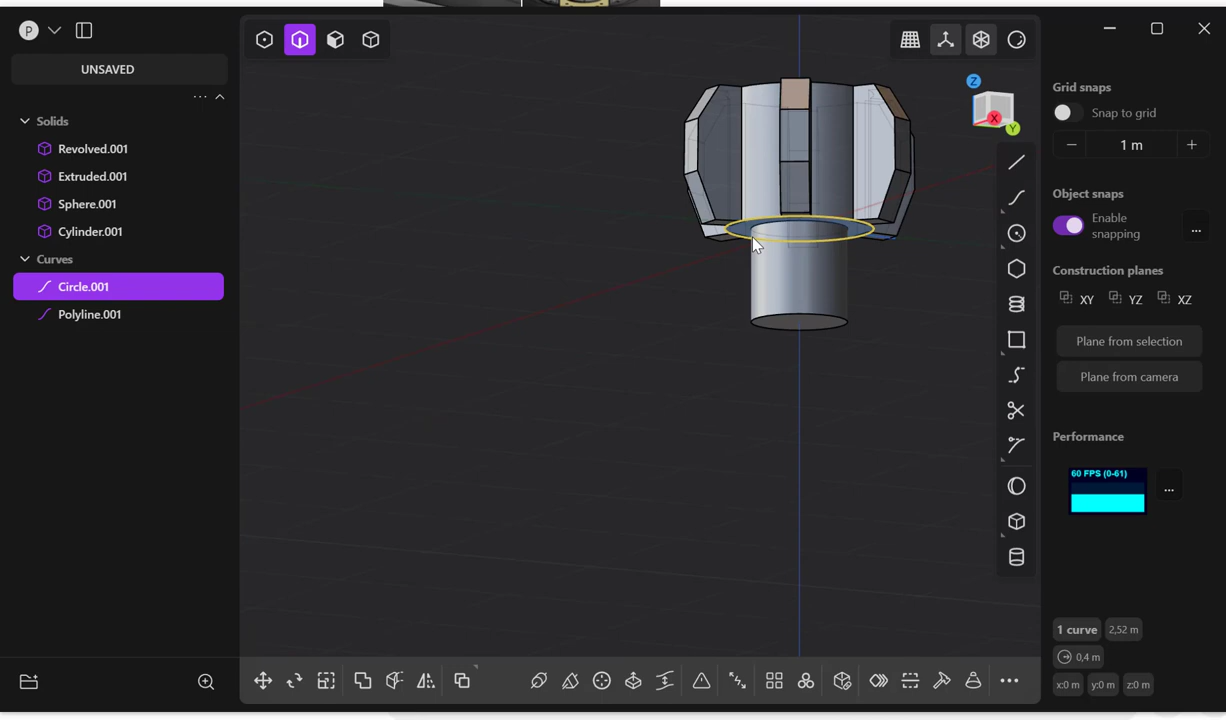 P
UNSAVED
Solids
Revolved.001
Extruded.001
Sphere.001
Cylinder.001
Curves
Circle.001
Polyline.001
Z
X
Y
Grid snaps
Snap to grid
1 m
Object snaps
Enable
snapping
Construction planes
XY YZ XZ
Plane from selection
Plane from camera
Performance
60 FPS (0-61)
1 curve 2,52 m
0,4 m
x:0 m y:0 m z:0 m